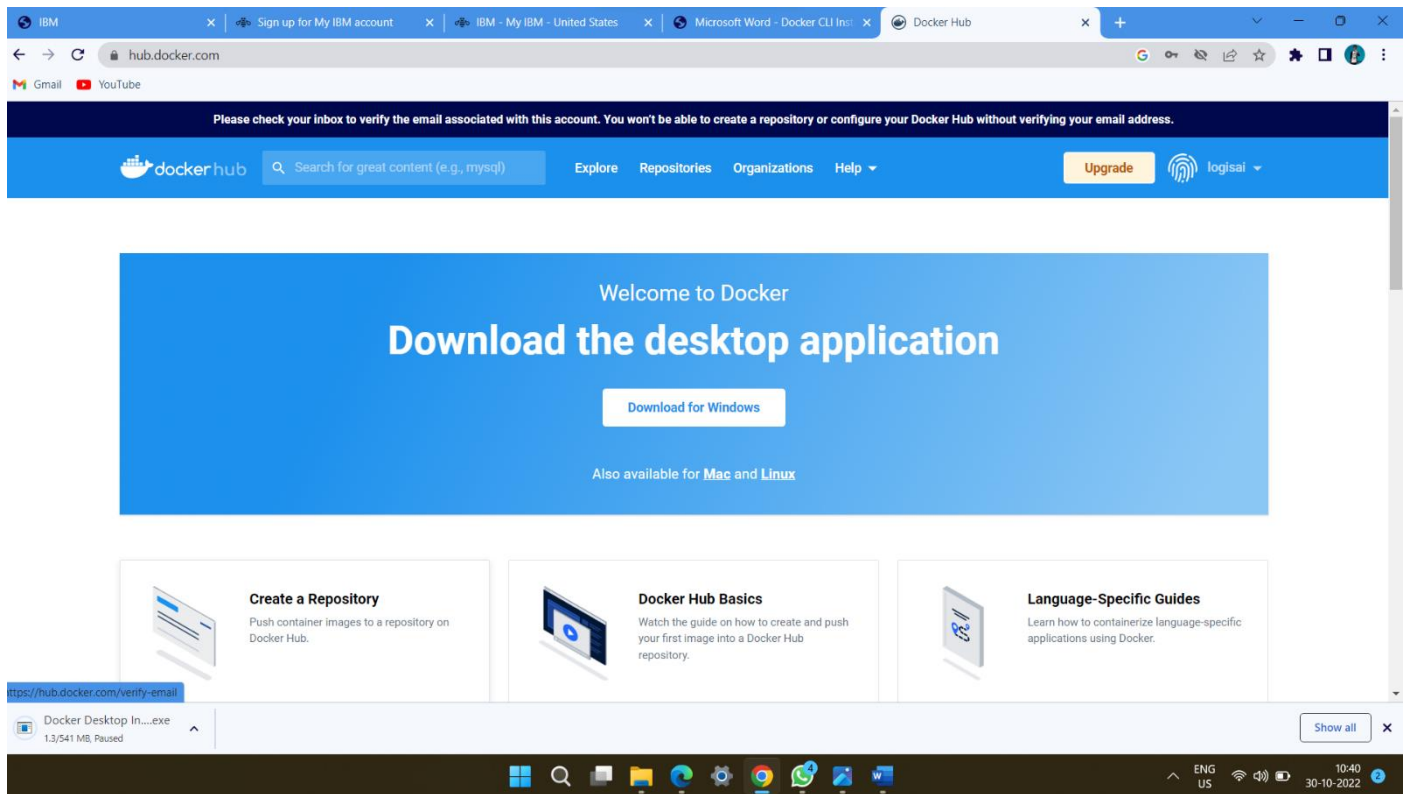 IBM
Sign up for My IBM account
IBM - My IBM - United States
Microsoft Word - Docker CLI Inst
Docker Hub
hub.docker.com
Gmail
YouTube
Please check your inbox to verify the email associated with this account. You won't be able to create a repository or configure your Docker Hub without verifying your email address.
dockerhub
Search for great content (e.g., mysql)
Explore
Repositories
Organizations
Help
Upgrade
logisai
Welcome to Docker
Download the desktop application
Download for Windows
Also available for Mac and Linux
Create a Repository
Push container images to a repository on
Docker Hub.
Docker Hub Basics
Watch the guide on how to create and push
your first image into a Docker Hub
repository.
Language-Specific Guides
Learn how to containerize language-specific
applications using Docker.
ttps://hub.docker.com/verify-email
Docker Desktop In....exe
1.3/541 MB, Paused
Show all
4
ENG
US
10:40
30-10-2022
2